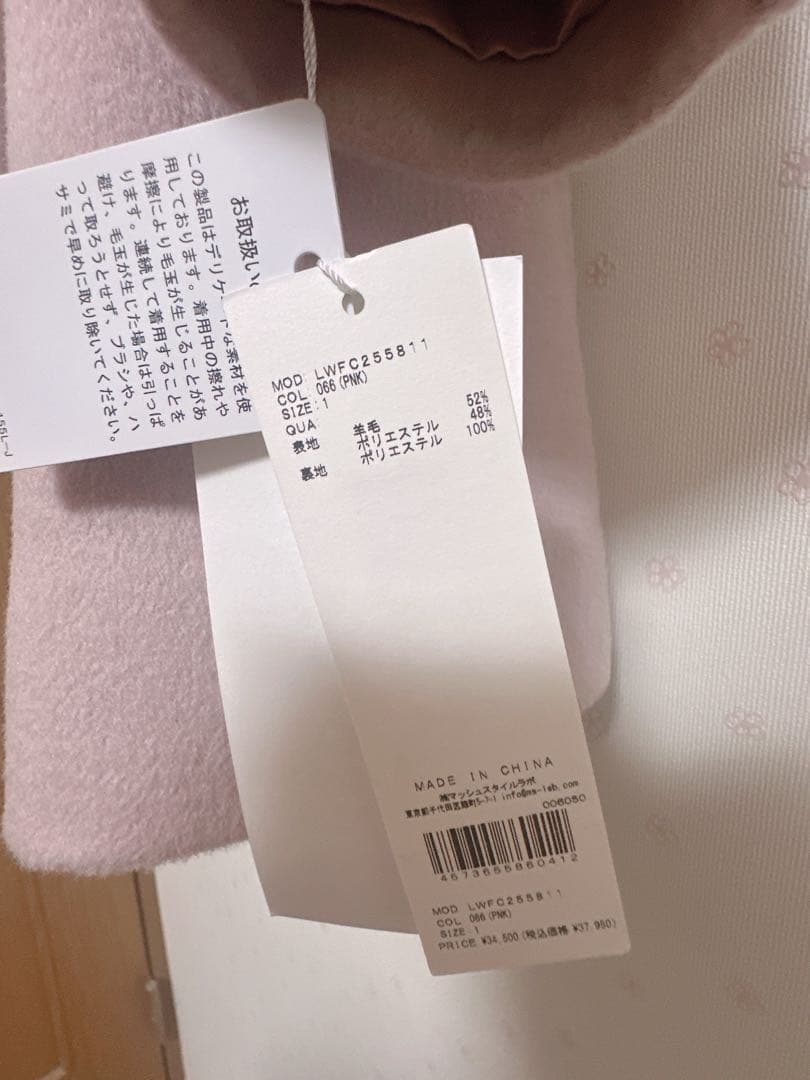 お取扱い
この製品はデリケートな素材を使
用しております。着用中の擦れや
摩擦により毛玉が生じることがあ
ります。連続して着用することを
避け、毛玉が生じた場合は引っぱ
って取ろうとせず、ブラシや、ハ
サミで早めに取り除いてください。
155L-J
MOD: LWFC255811
COL: 066(PNK)
SIZE:1
QUA
表地 羊毛 52%
ポリエステル 48%
裏地 ポリエステル 100%
MADE IN CHINA
㈱マッシュスタイルラボ
東京都千代田区麹町5-7-1 info@ms-lab.com
006050
4573655860412
MOD LWFC255811
COL 066(PNK)
SIZE 1
PRICE ¥34,500(税込価格 ¥37,950)